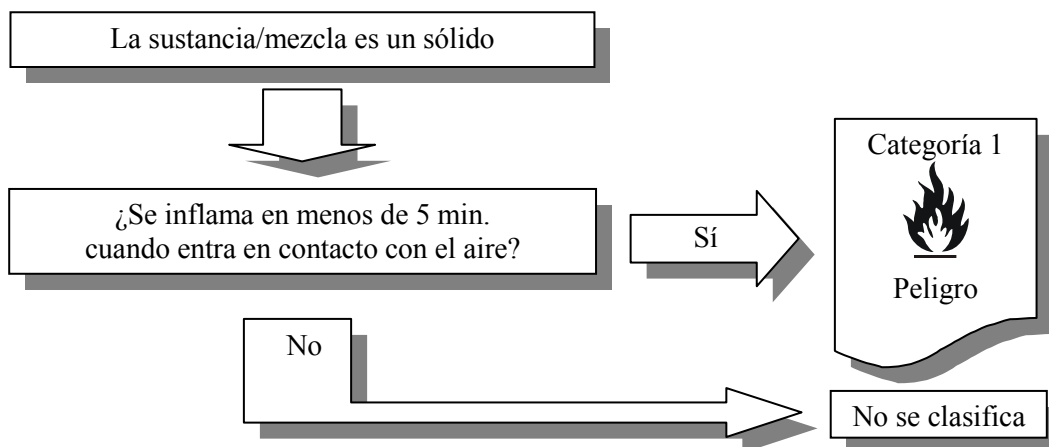 La sustancia/mezcla es un sólido
¿Se inflama en menos de 5 min.
cuando entra en contacto con el aire?
Sí
Categoría 1
Peligro
No
No se clasifica